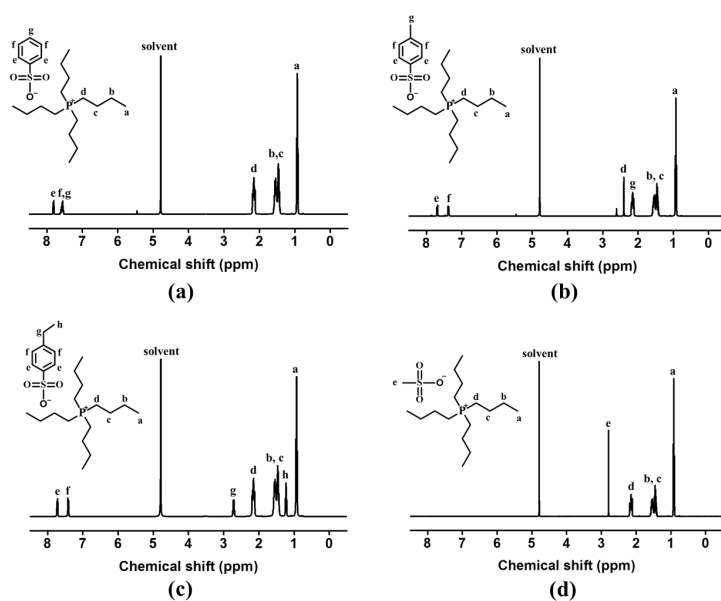 g
f f
e e
O S O
O⁻
P⁺
d b
c a
solvent
a
d b,c
e f,g
8 7 6 5 4 3 2 1 0
Chemical shift (ppm)
(a)
g
f f
e e
O S O
O⁻
P⁺
d b
c a
solvent
a
d g b, c
e f
8 7 6 5 4 3 2 1 0
Chemical shift (ppm)
(b)
h
g
f f
e e
O S O
O⁻
P⁺
d b
c a
solvent
a
d b, c h
e f g
8 7 6 5 4 3 2 1 0
Chemical shift (ppm)
(c)
O
e S O⁻
O
P⁺
d b
c a
solvent
a
e
d b, c
8 7 6 5 4 3 2 1 0
Chemical shift (ppm)
(d)